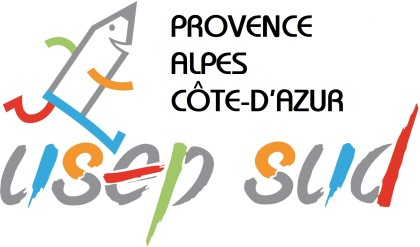 PROVENCE
ALPES
CÔTE-D'AZUR
usep sud